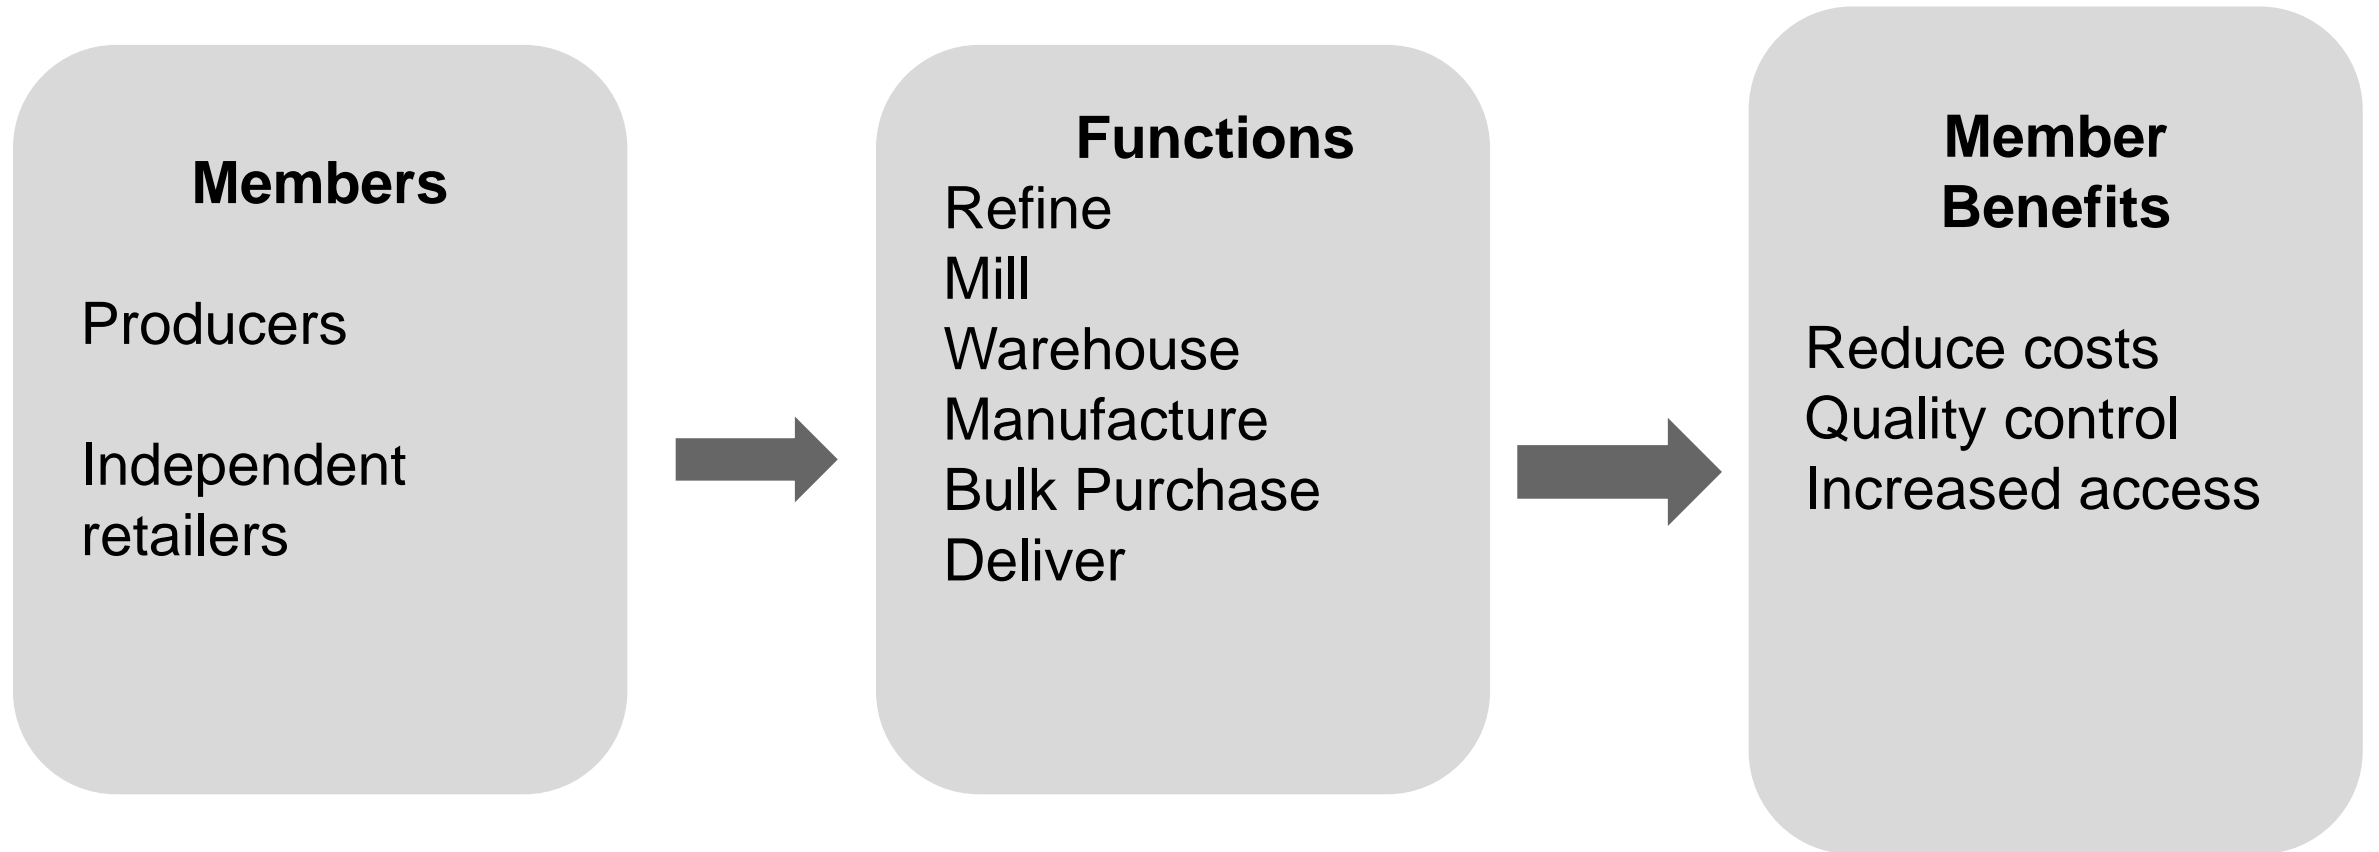 Members
Producers
Independent
retailers
Functions
Refine
Mill
Warehouse
Manufacture
Bulk Purchase
Deliver
Member
Benefits
Reduce costs
Quality control
Increased access